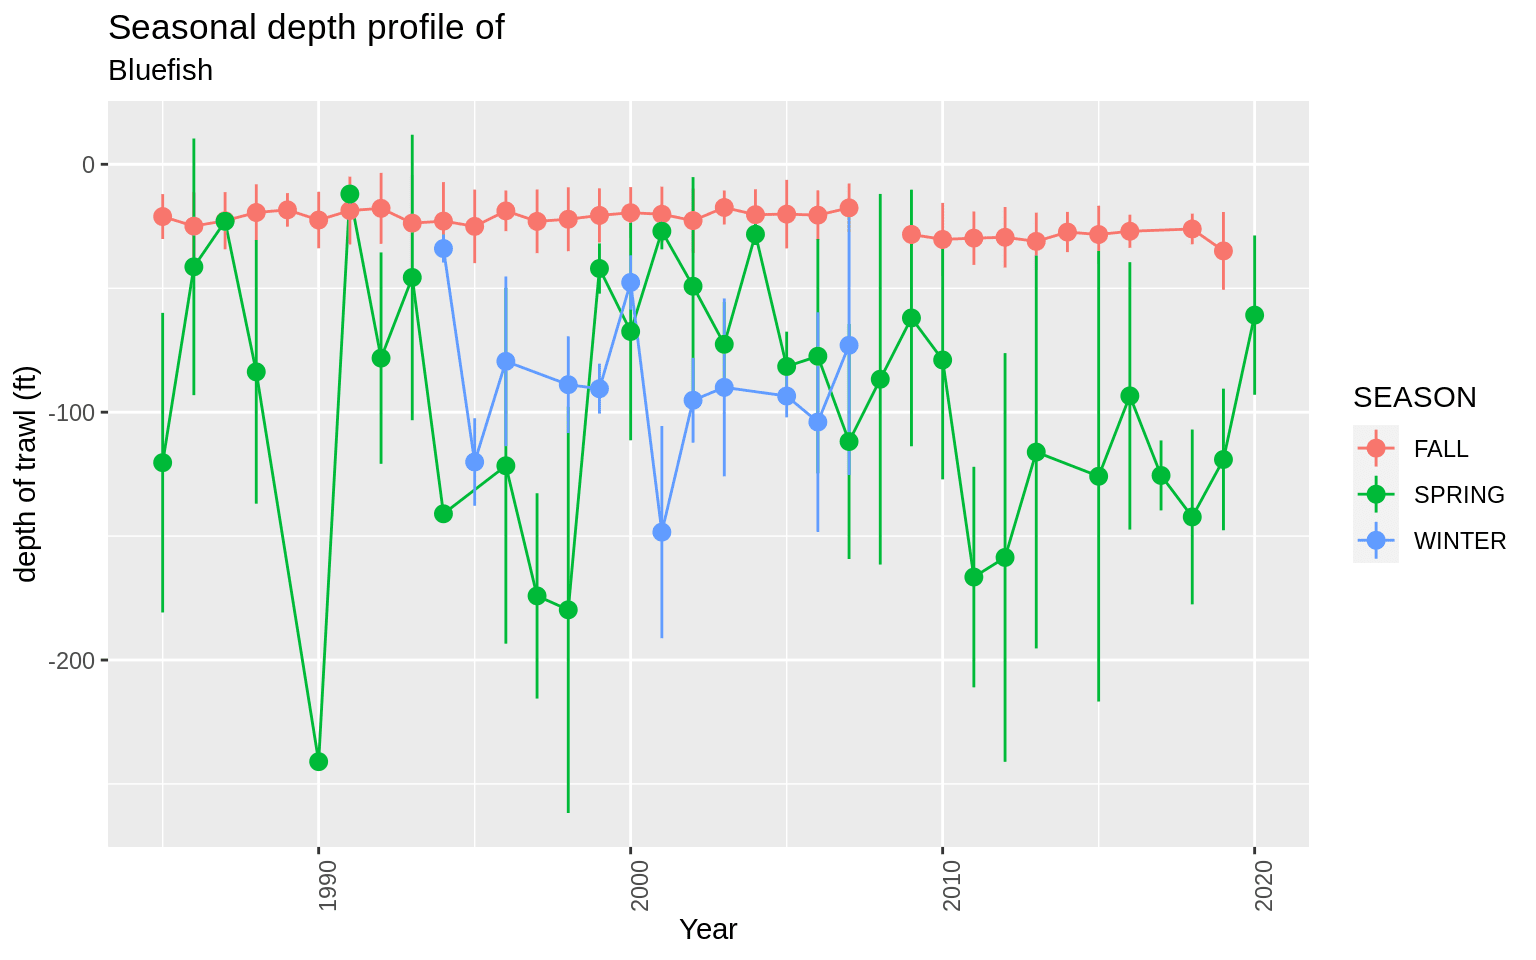 Seasonal depth profile of
Bluefish
0
-100
-200
depth of trawl (ft)
1990
2000
2010
2020
Year
SEASON
FALL
SPRING
WINTER